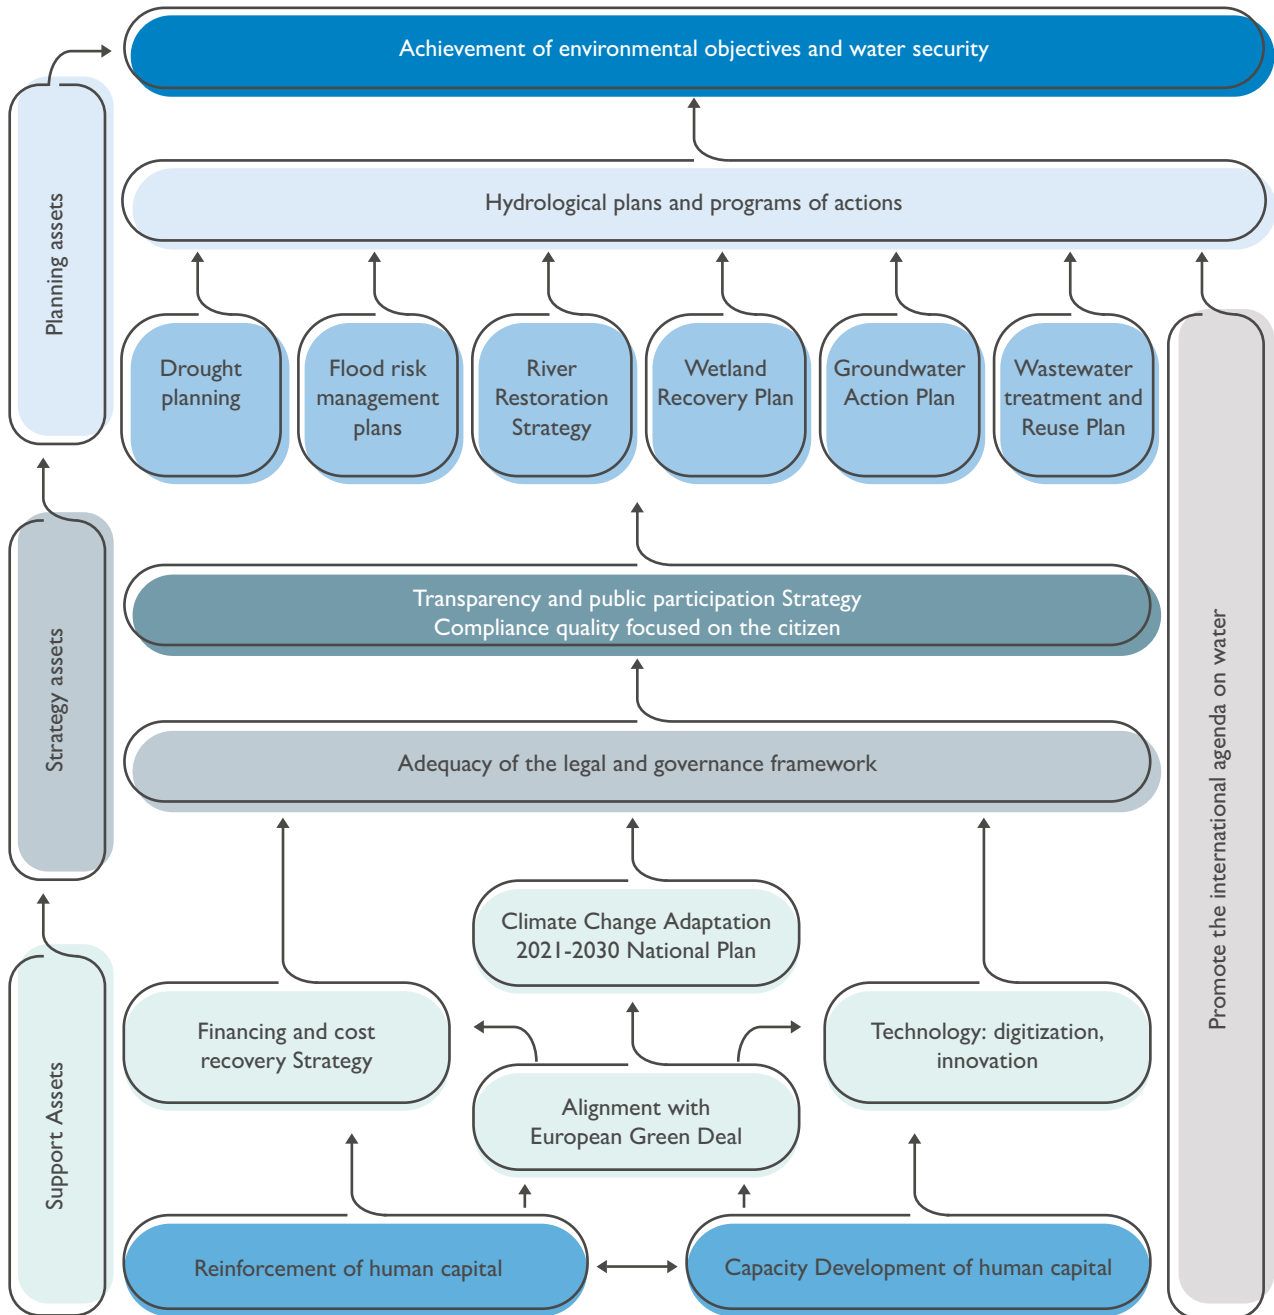 Achievement of environmental objectives and water security
Planning assets
Hydrological plans and programs of actions
Drought
planning
Flood risk
management
plans
River
Restoration
Strategy
Wetland
Recovery Plan
Groundwater
Action Plan
Wastewater
treatment and
Reuse Plan
Strategy assets
Transparency and public participation Strategy
Compliance quality focused on the citizen
Adequacy of the legal and governance framework
Promote the international agenda on water
Support Assets
Climate Change Adaptation
2021-2030 National Plan
Financing and cost
recovery Strategy
Technology: digitization,
innovation
Alignment with
European Green Deal
Reinforcement of human capital
Capacity Development of human capital